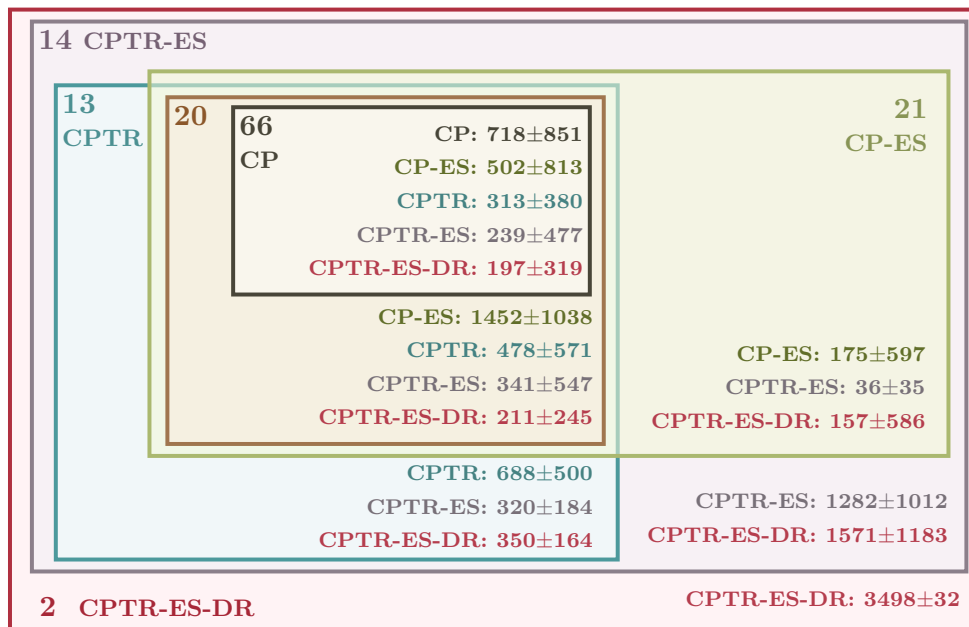 14 CPTR-ES
13
CPTR
20
66
CP
CP: 718±851
CP-ES: 502±813
CPTR: 313±380
CPTR-ES: 239±477
CPTR-ES-DR: 197±319
21
CP-ES
CP-ES: 1452±1038
CPTR: 478±571
CPTR-ES: 341±547
CPTR-ES-DR: 211±245
CP-ES: 175±597
CPTR-ES: 36±35
CPTR-ES-DR: 157±586
CPTR: 688±500
CPTR-ES: 320±184
CPTR-ES-DR: 350±164
CPTR-ES: 1282±1012
CPTR-ES-DR: 1571±1183
2 CPTR-ES-DR
CPTR-ES-DR: 3498±32